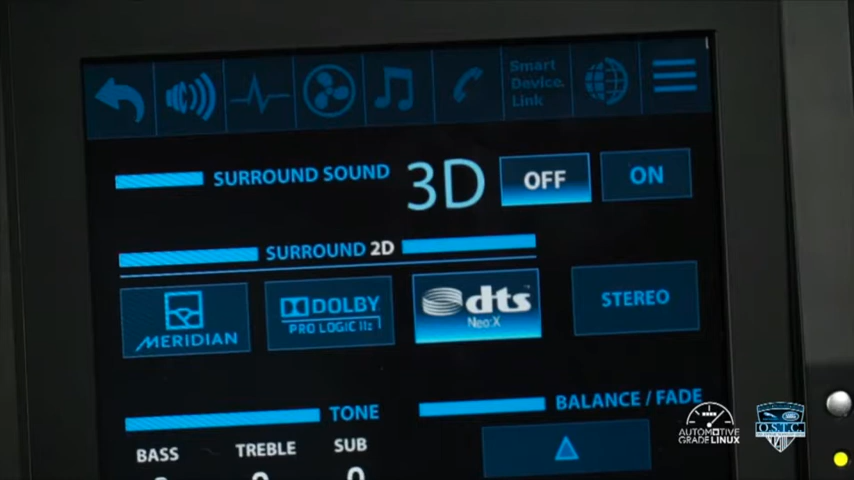 Smart
Device
Link
SURROUND SOUND 3D OFF ON
SURROUND 2D
MERIDIAN
DOLBY
PRO LOGIC II:
dts
Neo:X
STEREO
TONE
BALANCE / FADE
BASS TREBLE SUB
0
AUTOMOTIVE
GRADE LINUX
O.S.T.C.